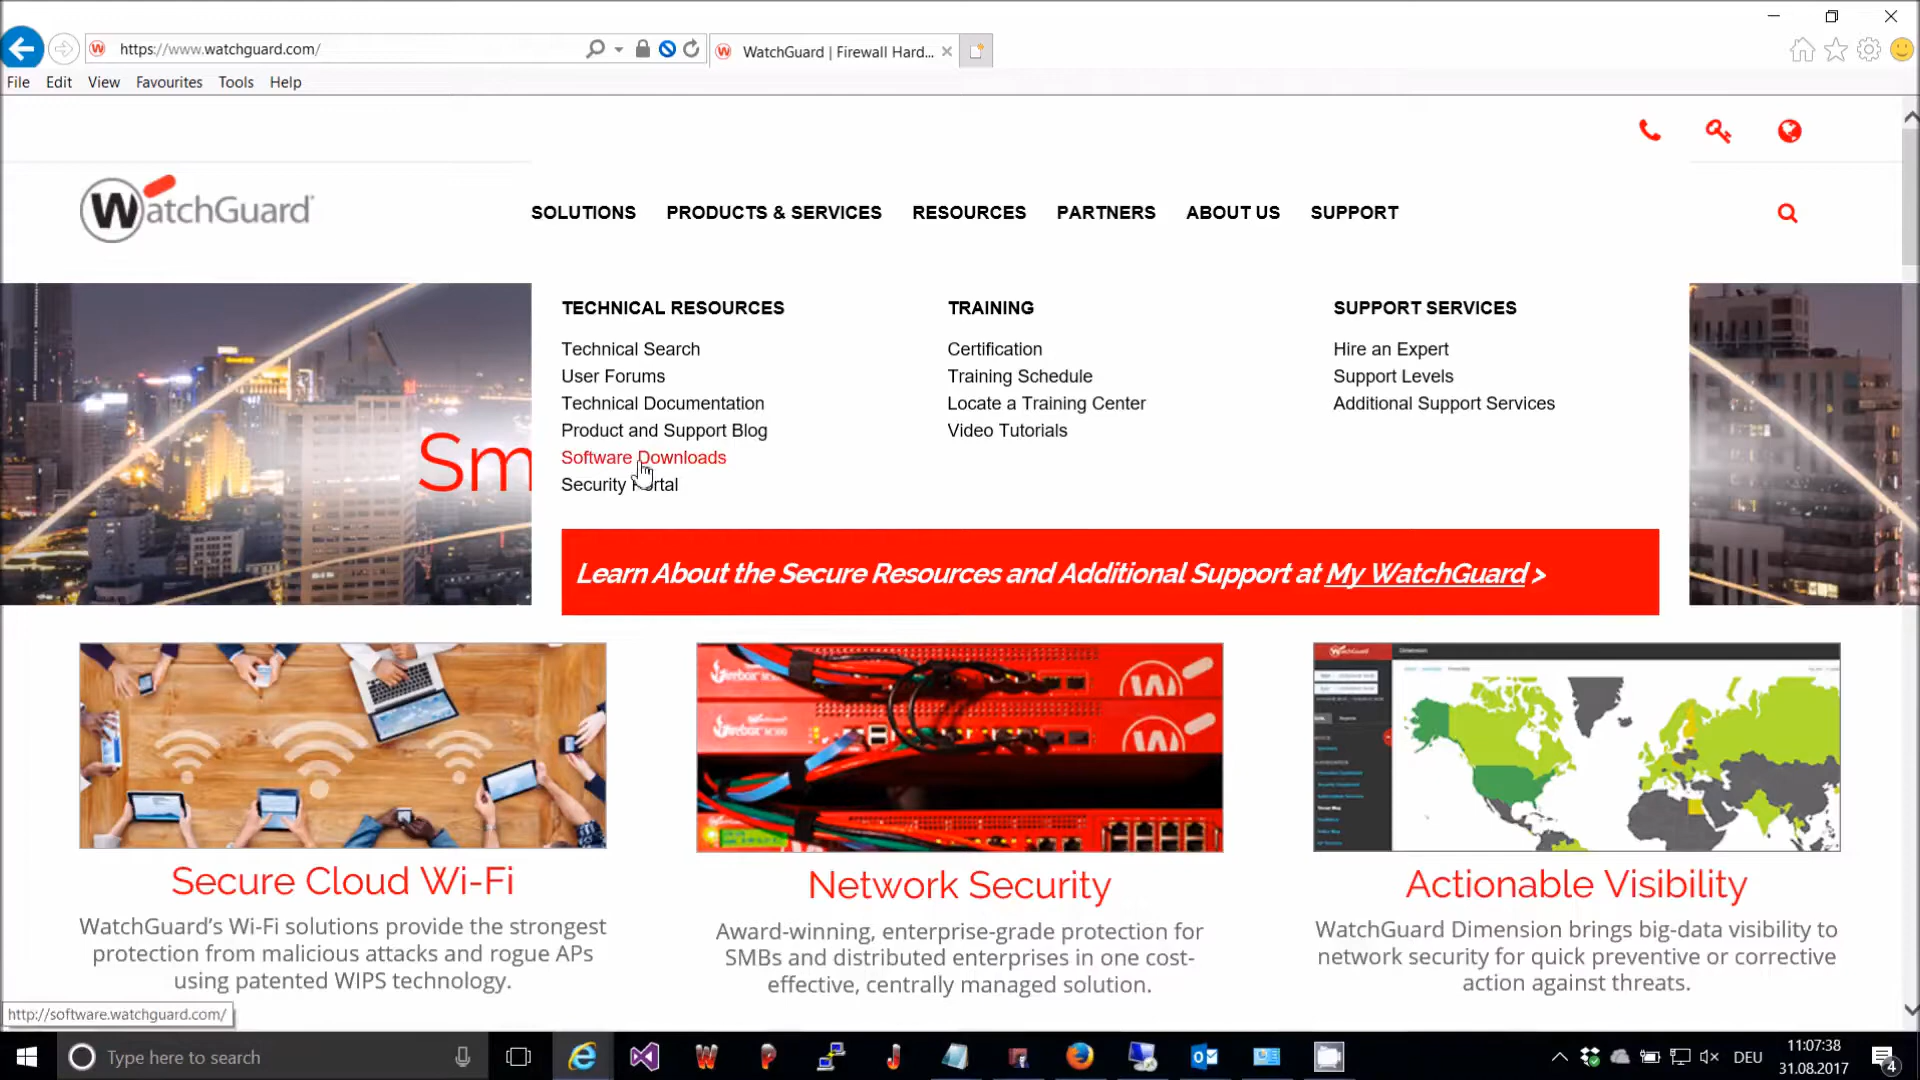 https://www.watchguard.com/
WatchGuard | Firewall Hard...
File Edit View Favourites Tools Help
WatchGuard
SOLUTIONS PRODUCTS & SERVICES RESOURCES PARTNERS ABOUT US SUPPORT
TECHNICAL RESOURCES
Technical Search
User Forums
Technical Documentation
Product and Support Blog
Software Downloads
Security Portal
TRAINING
Certification
Training Schedule
Locate a Training Center
Video Tutorials
SUPPORT SERVICES
Hire an Expert
Support Levels
Additional Support Services
Sm
Learn About the Secure Resources and Additional Support at My WatchGuard >
Secure Cloud Wi-Fi
WatchGuard's Wi-Fi solutions provide the strongest
protection from malicious attacks and rogue APs
using patented WIPS technology.
Network Security
Award-winning, enterprise-grade protection for
SMBs and distributed enterprises in one cost-
effective, centrally managed solution.
Actionable Visibility
WatchGuard Dimension brings big-data visibility to
network security for quick preventive or corrective
action against threats.
http://software.watchguard.com/
Type here to search
DEU
11:07:38
31.08.2017
4